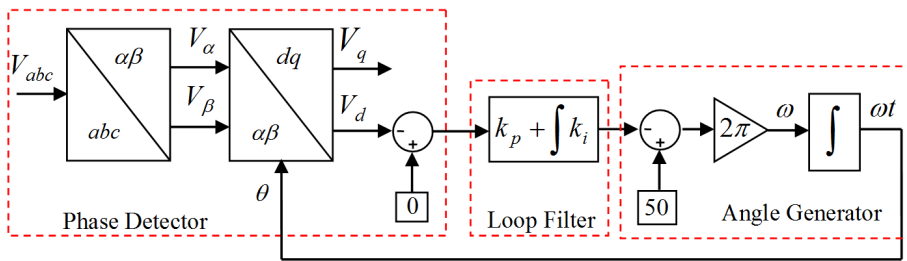 V_abc
αβ
abc
V_α
V_β
dq
αβ
V_q
V_d
-
+
0
θ
Phase Detector
k_p + ∫ k_i
Loop Filter
-
+
50
2π
ω
∫
ωt
Angle Generator